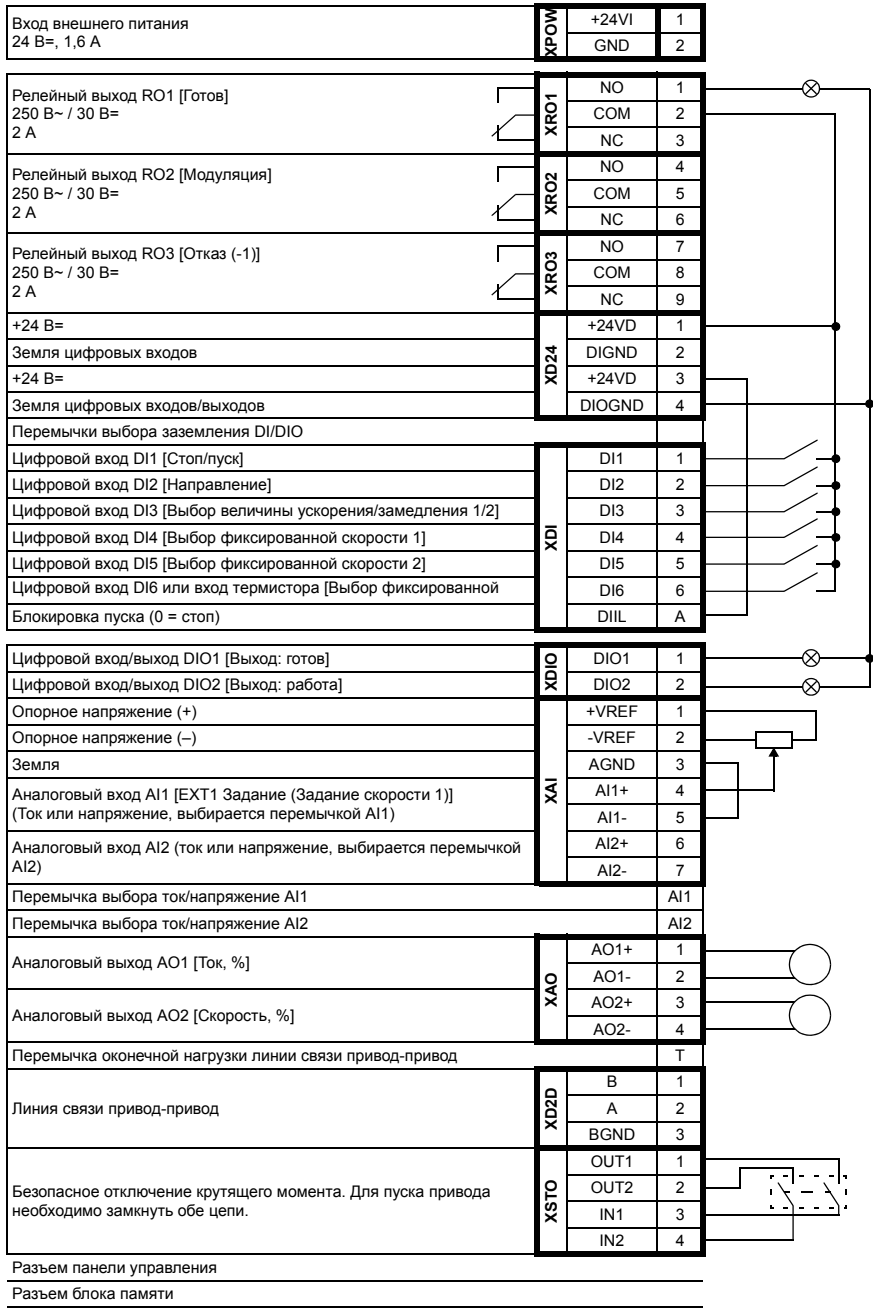 Вход внешнего питания
24 В=, 1,6 А
XPOW
+24VI 1
GND 2
Релейный выход RO1 [Готов]
250 В~ / 30 В=
2 А
XRO1
NO 1
COM 2
NC 3
Релейный выход RO2 [Модуляция]
250 В~ / 30 В=
2 А
XRO2
NO 4
COM 5
NC 6
Релейный выход RO3 [Отказ (-1)]
250 В~ / 30 В=
2 А
XRO3
NO 7
COM 8
NC 9
XD24
+24 В= +24VD 1
Земля цифровых входов DIGND 2
+24 В= +24VD 3
Земля цифровых входов/выходов DIOGND 4
Перемычки выбора заземления DI/DIO
XDI
Цифровой вход DI1 [Стоп/пуск] DI1 1
Цифровой вход DI2 [Направление] DI2 2
Цифровой вход DI3 [Выбор величины ускорения/замедления 1/2] DI3 3
Цифровой вход DI4 [Выбор фиксированной скорости 1] DI4 4
Цифровой вход DI5 [Выбор фиксированной скорости 2] DI5 5
Цифровой вход DI6 или вход термистора [Выбор фиксированной DI6 6
Блокировка пуска (0 = стоп) DIIL A
XDIO
Цифровой вход/выход DIO1 [Выход: готов] DIO1 1
Цифровой вход/выход DIO2 [Выход: работа] DIO2 2
XAI
Опорное напряжение (+) +VREF 1
Опорное напряжение (–) -VREF 2
Земля AGND 3
Аналоговый вход AI1 [EXT1 Задание (Задание скорости 1)]
(Ток или напряжение, выбирается перемычкой AI1)
AI1+ 4
AI1- 5
Аналоговый вход AI2 (ток или напряжение, выбирается перемычкой
AI2)
AI2+ 6
AI2- 7
Перемычка выбора ток/напряжение AI1 AI1
Перемычка выбора ток/напряжение AI2 AI2
XAO
Аналоговый выход AO1 [Ток, %]
AO1+ 1
AO1- 2
Аналоговый выход AO2 [Скорость, %]
AO2+ 3
AO2- 4
Перемычка оконечной нагрузки линии связи привод-привод T
Линия связи привод-привод
XD2D
B 1
A 2
BGND 3
Безопасное отключение крутящего момента. Для пуска привода
необходимо замкнуть обе цепи.
XSTO
OUT1 1
OUT2 2
IN1 3
IN2 4
Разъем панели управления
Разъем блока памяти